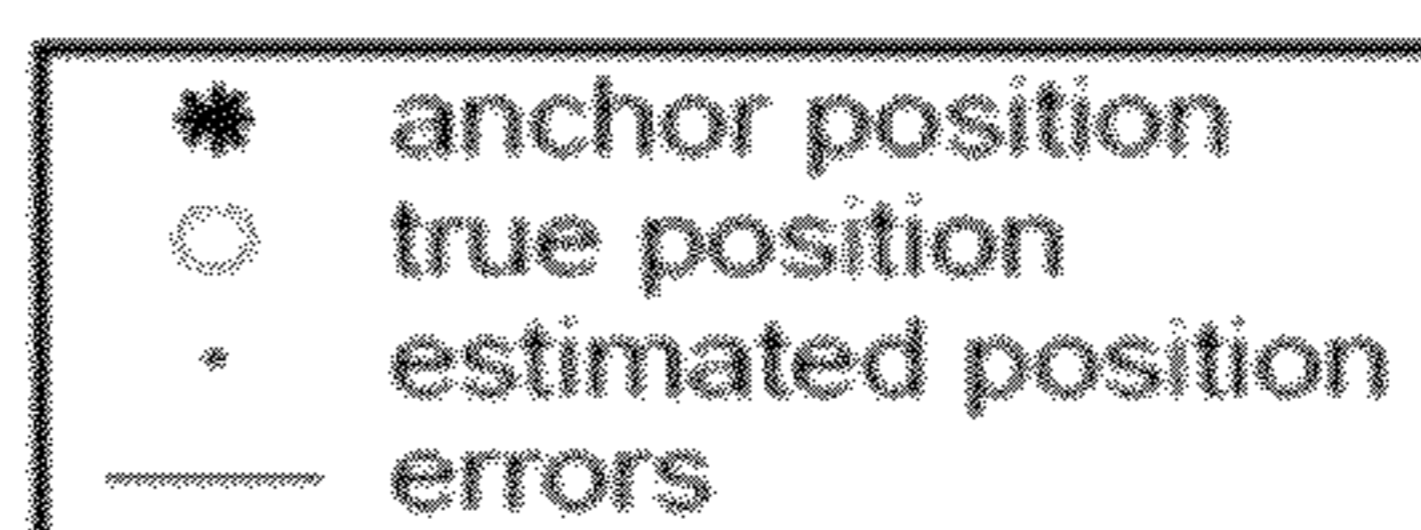 anchor position
true position
estimated position
errors